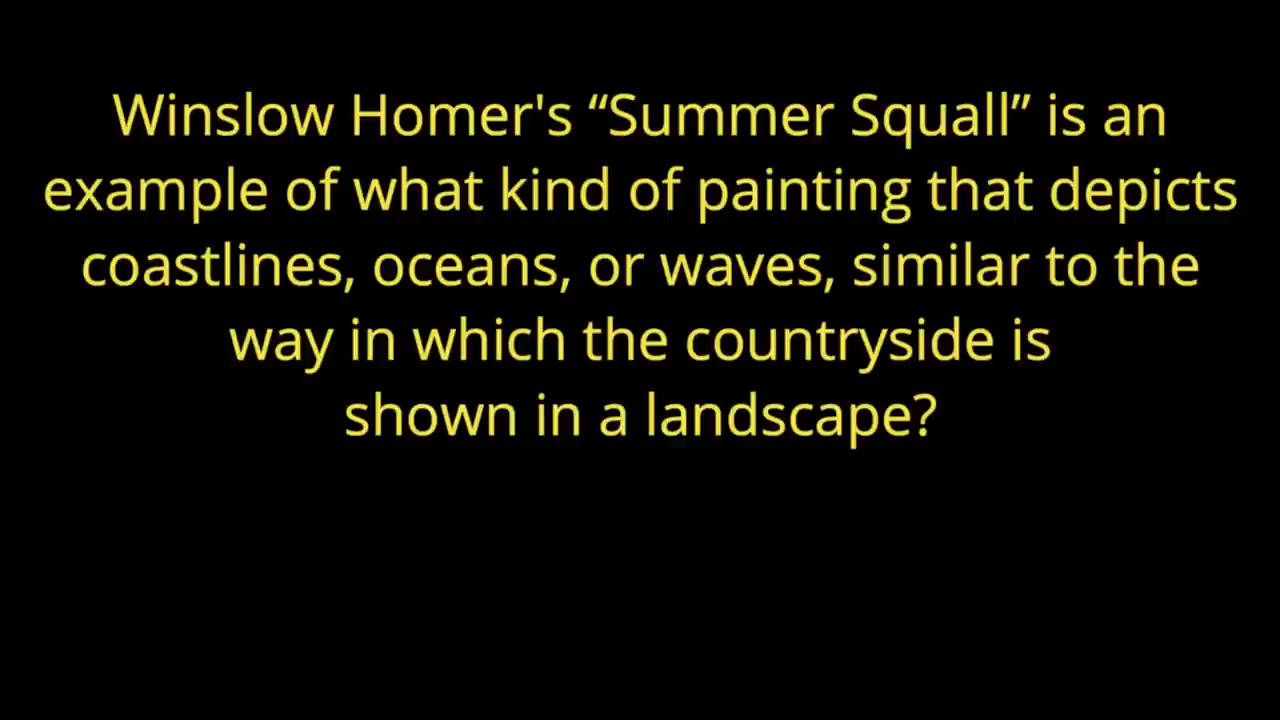 Winslow Homer's “Summer Squall” is an
example of what kind of painting that depicts
coastlines, oceans, or waves, similar to the
way in which the countryside is
shown in a landscape?